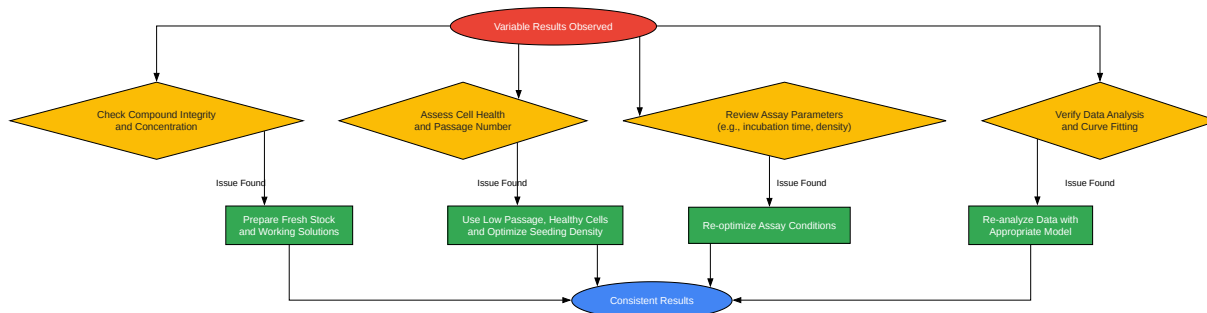 Variable Results Observed
Check Compound Integrity
and Concentration
Assess Cell Health
and Passage Number
Review Assay Parameters
(e.g., incubation time, density)
Verify Data Analysis
and Curve Fitting
Issue Found
Issue Found
Issue Found
Issue Found
Prepare Fresh Stock
and Working Solutions
Use Low Passage, Healthy Cells
and Optimize Seeding Density
Re-optimize Assay Conditions
Re-analyze Data with
Appropriate Model
Consistent Results